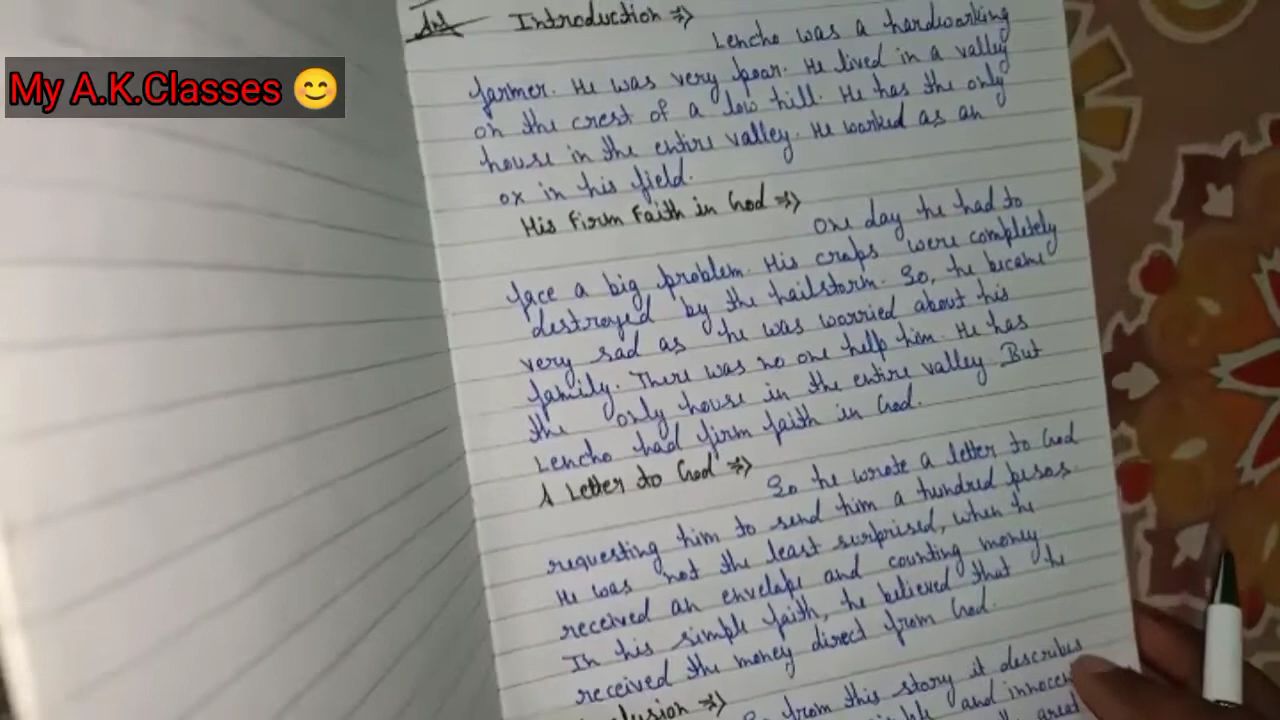 My A.K.Classes 😊
Ans Introduction ⇒
Lencho was a hardworking
farmer. He was very poor. He lived in a valley
on the crest of a low hill. He has the only
house in the entire valley. He worked as an
ox in his field.
His Firm Faith in God ⇒
One day he had to
face a big problem. His crops were completely
destroyed by the hailstorm. So, he became
very sad as he was worried about his
family. There was no one help him. He has
the only house in the entire valley. But
Lencho had firm faith in God.
A Letter to God ⇒
So he wrote a letter to God
requesting him to send him a hundred pesos.
He was not the least surprised, when he
received an envelope and counting money
In his simple faith, he believed that he
received the money direct from God.
⇒
So from this story it describes
and innocent
great